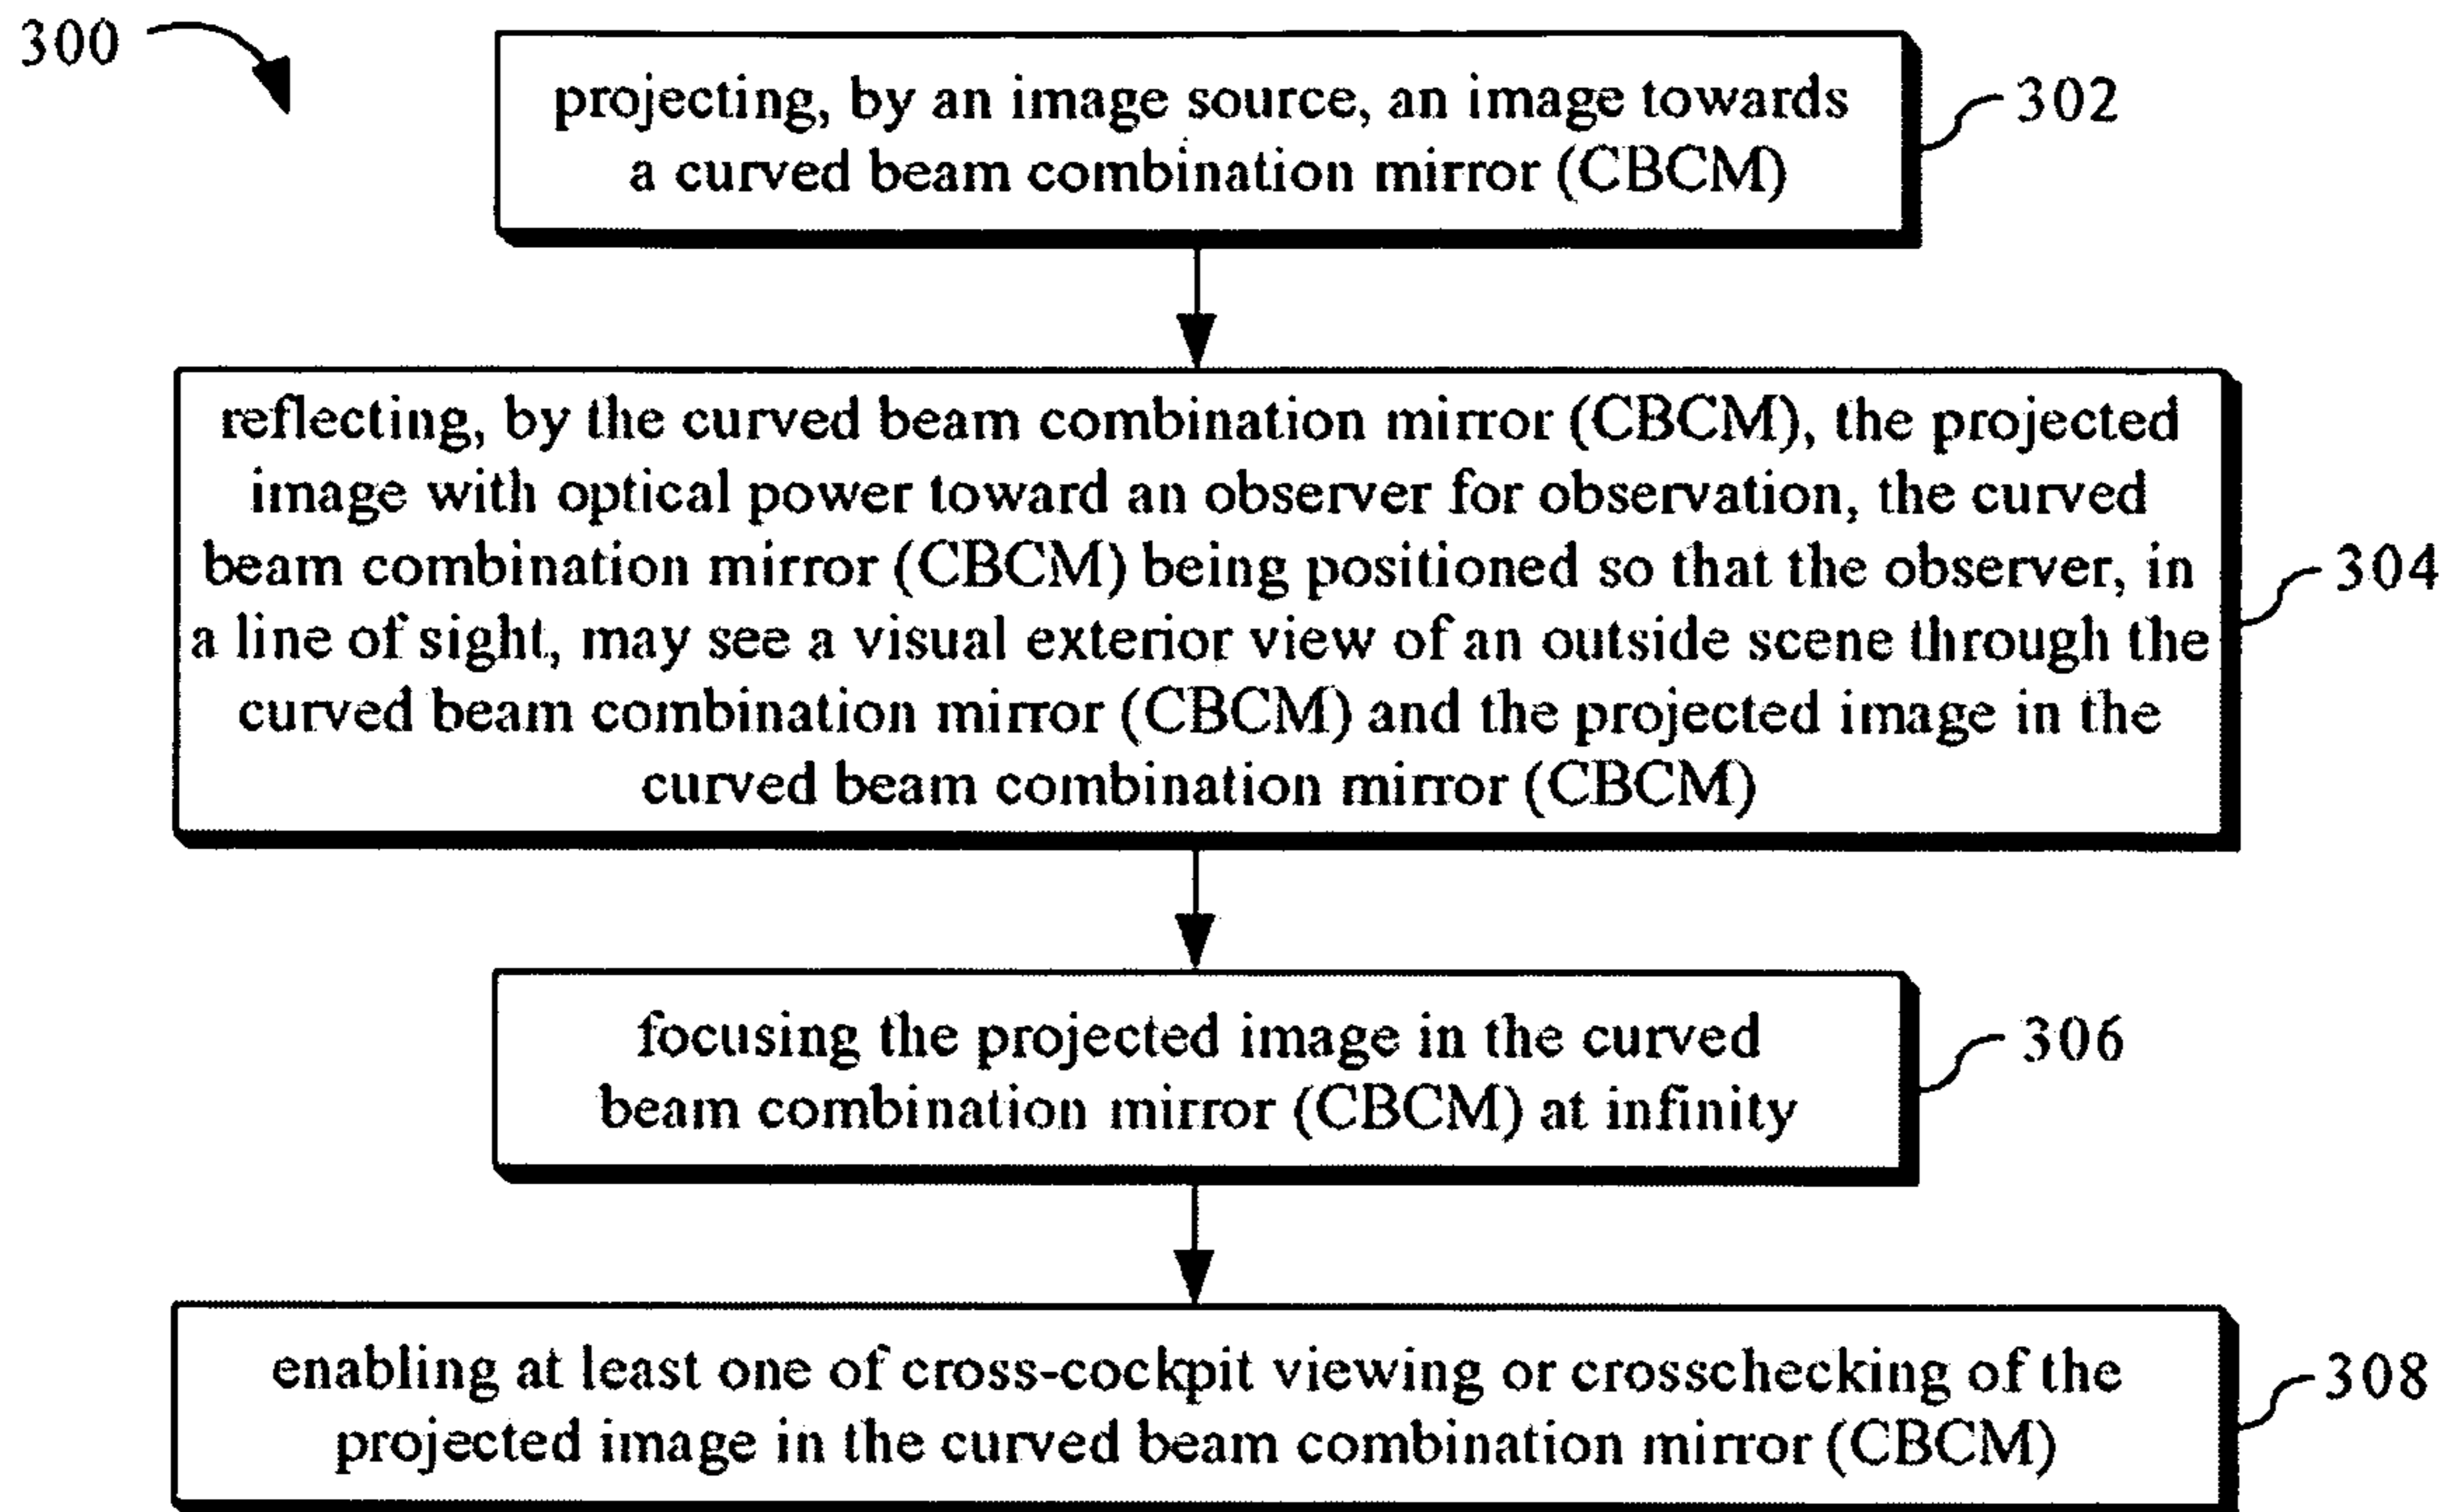 300
projecting, by an image source, an image towards
a curved beam combination mirror (CBCM)
302
reflecting, by the curved beam combination mirror (CBCM), the projected
image with optical power toward an observer for observation, the curved
beam combination mirror (CBCM) being positioned so that the observer, in
a line of sight, may see a visual exterior view of an outside scene through the
curved beam combination mirror (CBCM) and the projected image in the
curved beam combination mirror (CBCM)
304
focusing the projected image in the curved
beam combination mirror (CBCM) at infinity
306
enabling at least one of cross-cockpit viewing or crosschecking of the
projected image in the curved beam combination mirror (CBCM)
308